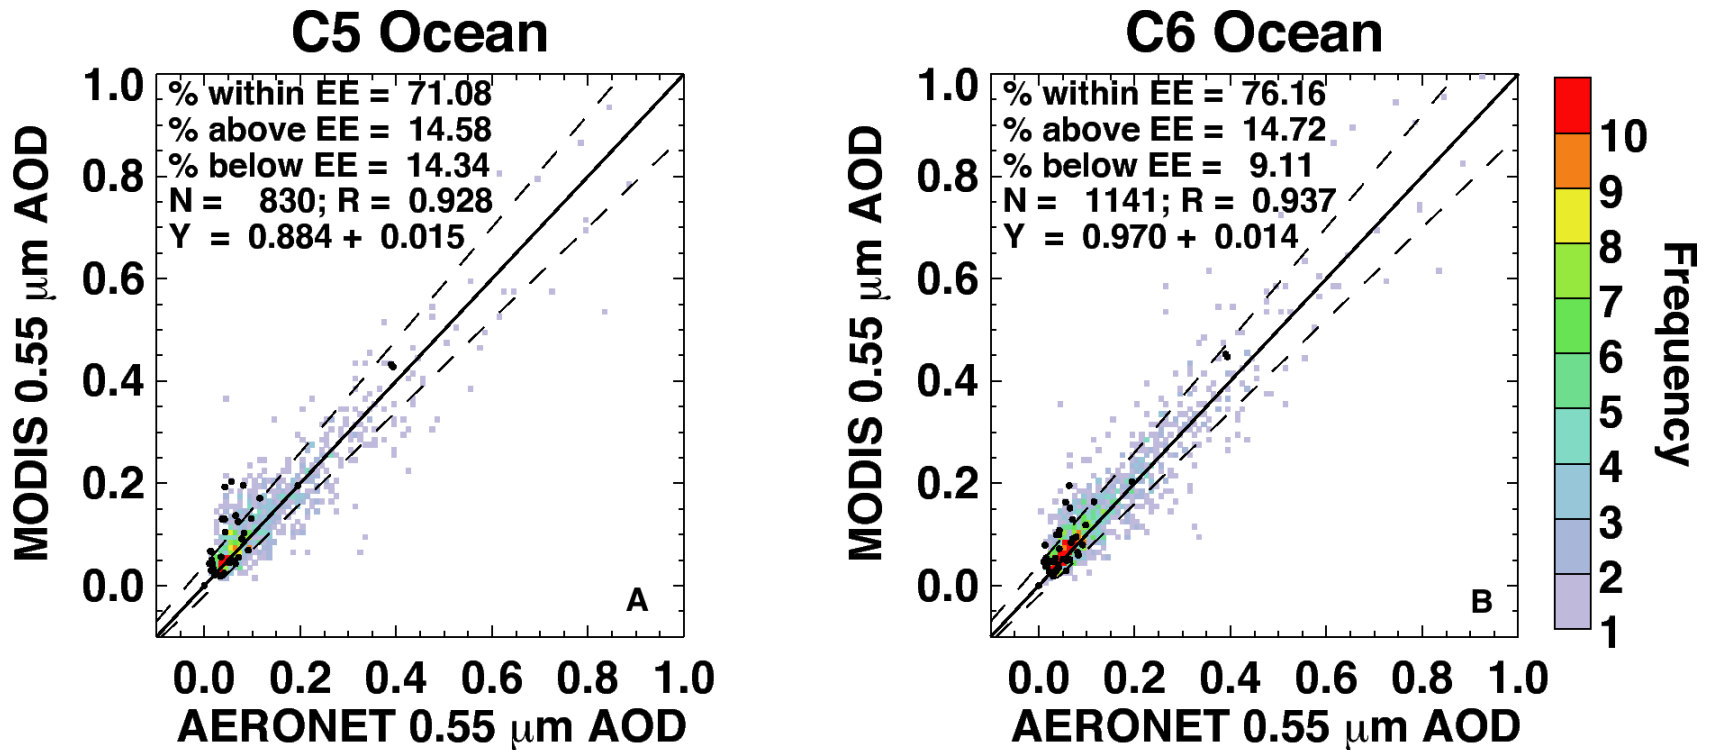 C5 Ocean
% within EE = 71.08
% above EE = 14.58
% below EE = 14.34
N = 830; R = 0.928
Y = 0.884 + 0.015
1.0
0.8
0.6
0.4
0.2
0.0
MODIS 0.55 μm AOD
A
0.0 0.2 0.4 0.6 0.8 1.0
AERONET 0.55 μm AOD
C6 Ocean
% within EE = 76.16
% above EE = 14.72
% below EE = 9.11
N = 1141; R = 0.937
Y = 0.970 + 0.014
1.0
0.8
0.6
0.4
0.2
0.0
MODIS 0.55 μm AOD
B
0.0 0.2 0.4 0.6 0.8 1.0
AERONET 0.55 μm AOD
10
9
8
7
6
5
4
3
2
1
Frequency